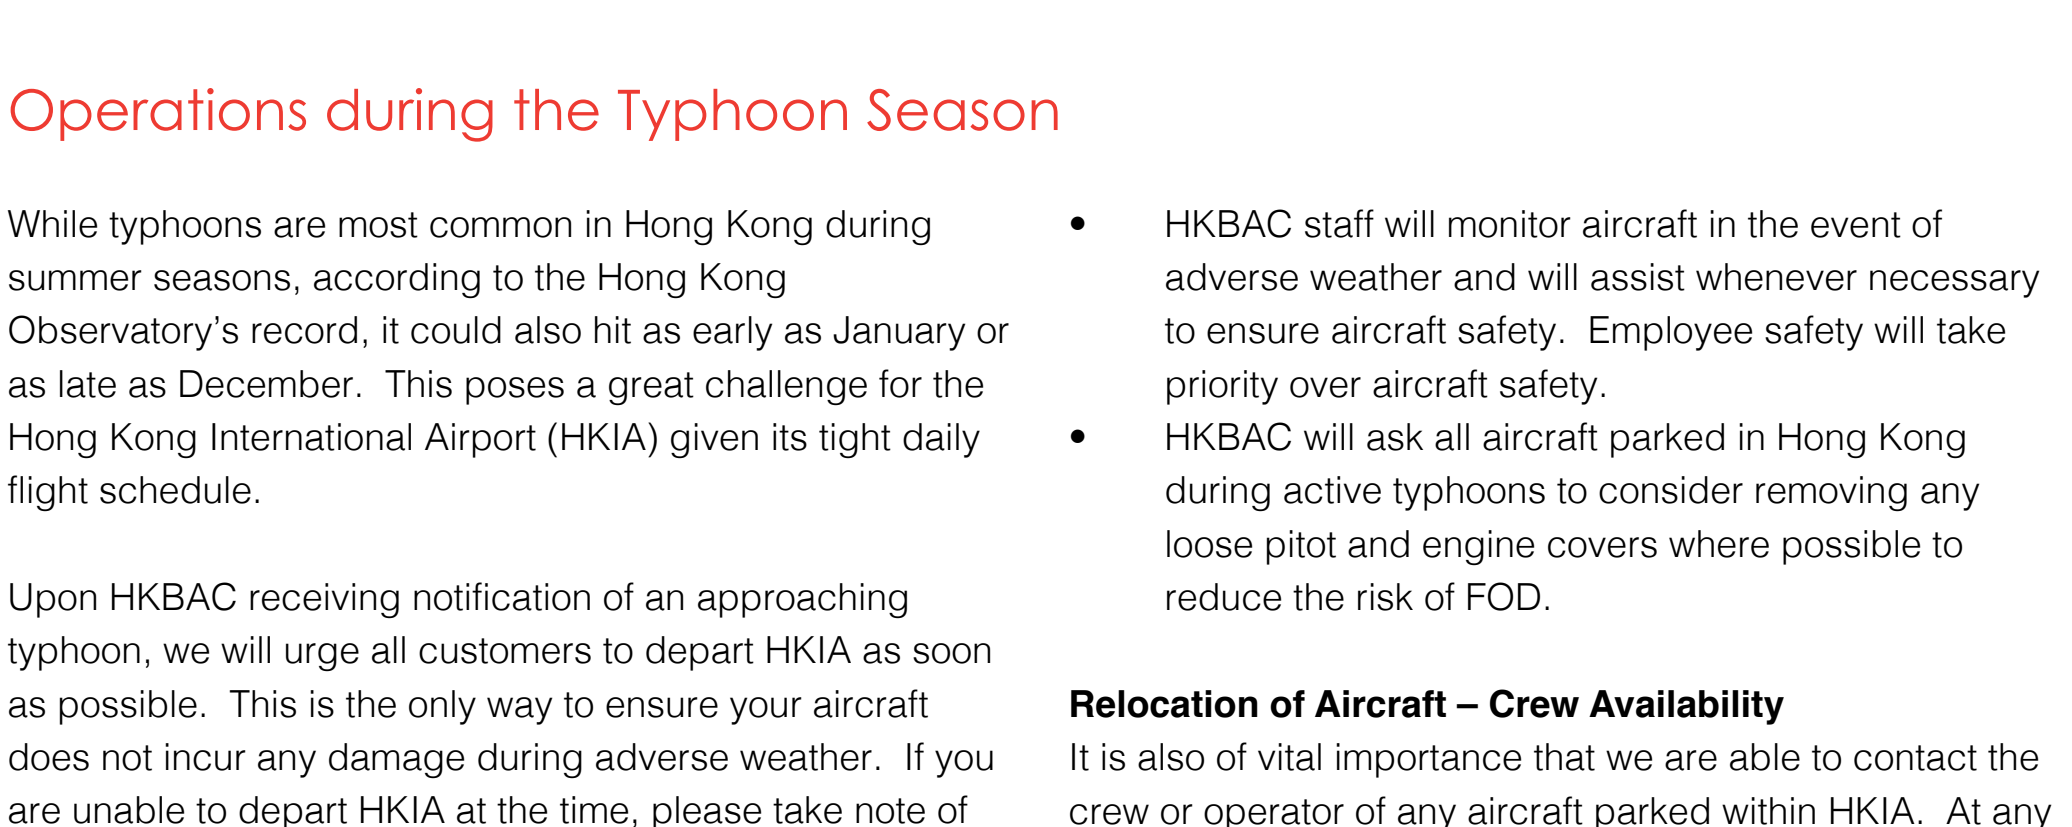 Operations during the Typhoon Season
While typhoons are most common in Hong Kong during
summer seasons, according to the Hong Kong
Observatory’s record, it could also hit as early as January or
as late as December.  This poses a great challenge for the
Hong Kong International Airport (HKIA) given its tight daily
flight schedule.
Upon HKBAC receiving notification of an approaching
typhoon, we will urge all customers to depart HKIA as soon
as possible.  This is the only way to ensure your aircraft
does not incur any damage during adverse weather.  If you
are unable to depart HKIA at the time, please take note of
• HKBAC staff will monitor aircraft in the event of
adverse weather and will assist whenever necessary
to ensure aircraft safety.  Employee safety will take
priority over aircraft safety.
• HKBAC will ask all aircraft parked in Hong Kong
during active typhoons to consider removing any
loose pitot and engine covers where possible to
reduce the risk of FOD.
Relocation of Aircraft – Crew Availability
It is also of vital importance that we are able to contact the
crew or operator of any aircraft parked within HKIA.  At any